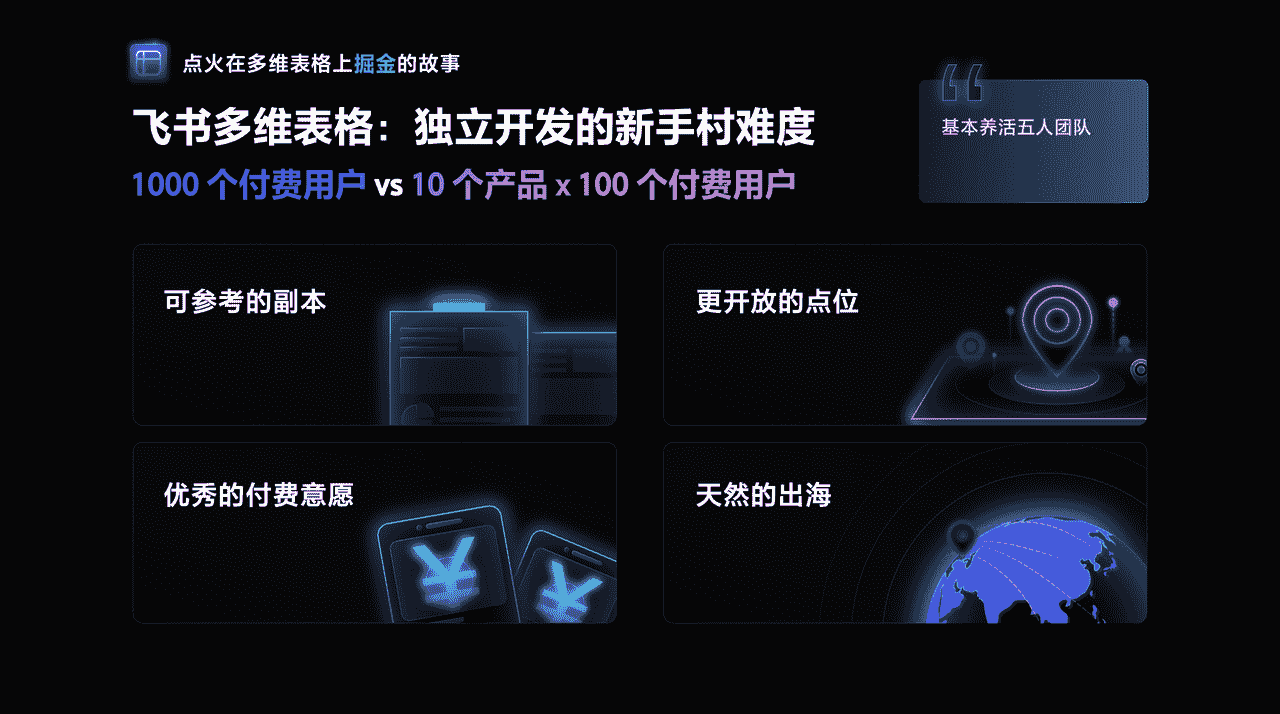 点火在多维表格上掘金的故事
飞书多维表格：独立开发的新手村难度
1000 个付费用户 vs 10 个产品 x 100 个付费用户
基本养活五人团队
可参考的副本
更开放的点位
优秀的付费意愿
天然的出海